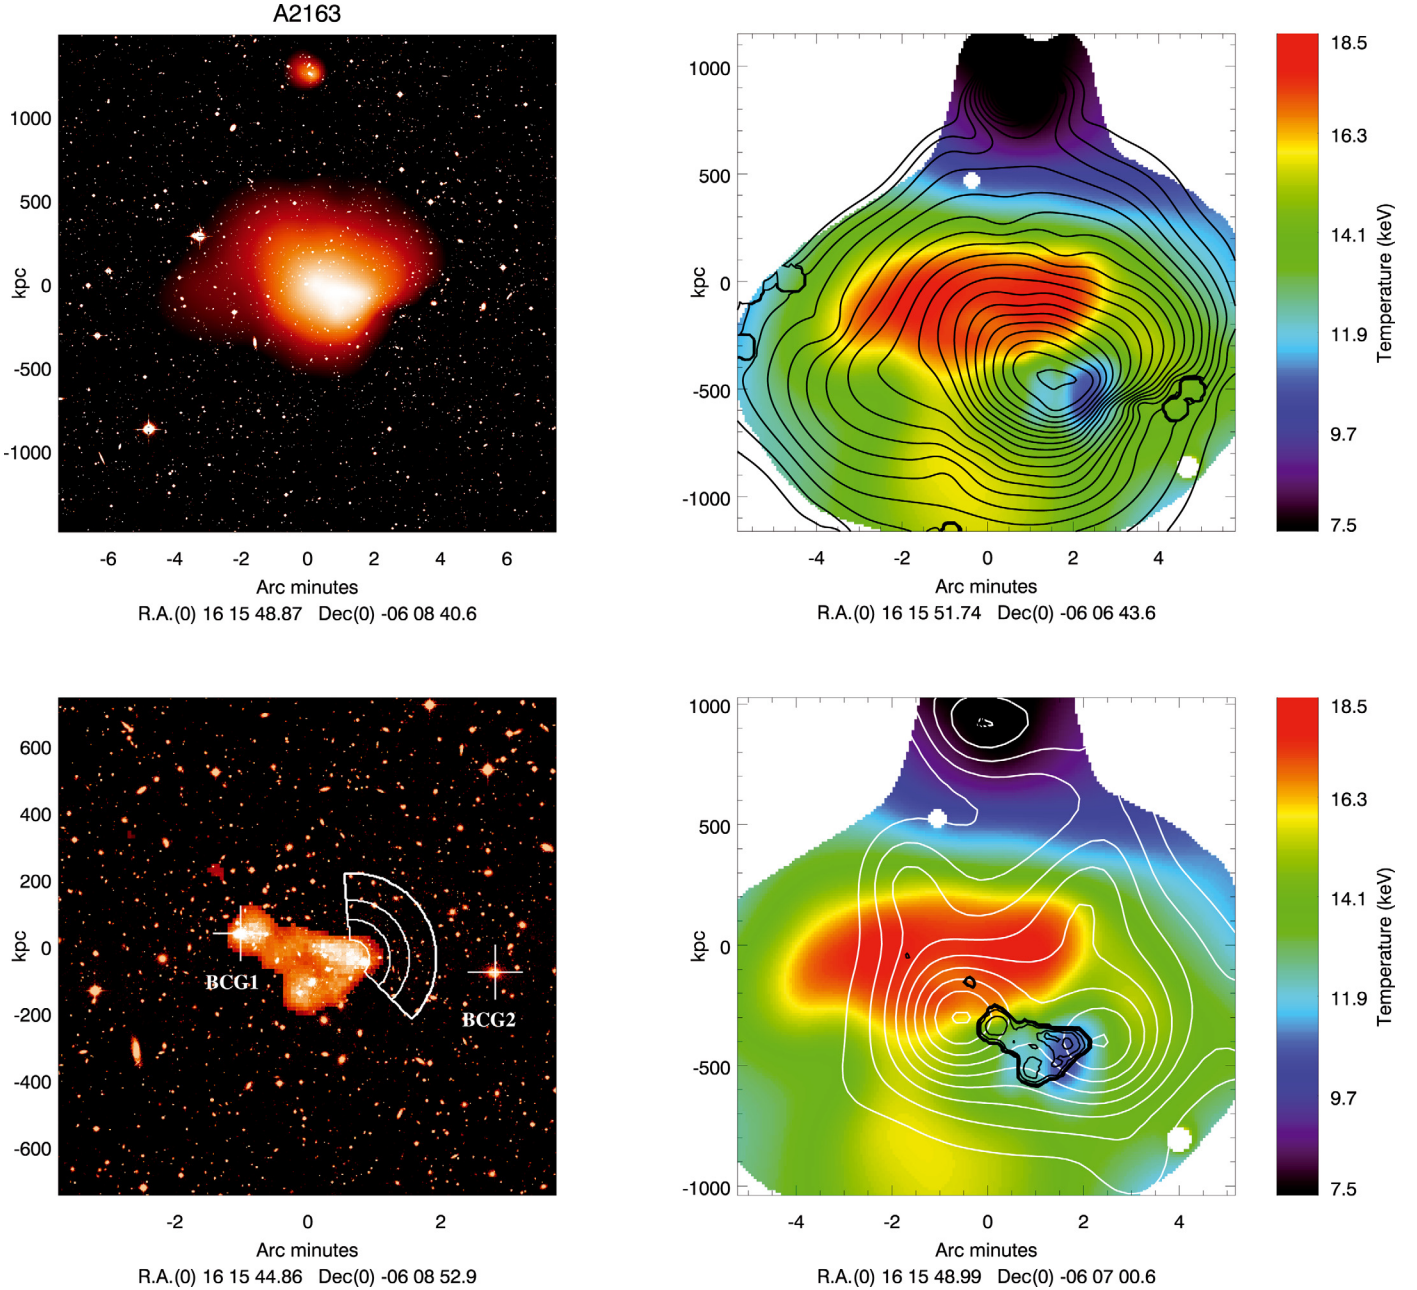 A2163
1000
500
0
-500
-1000
kpc
-6 -4 -2 0 2 4 6
Arc minutes
R.A.(0) 16 15 48.87 Dec(0) -06 08 40.6
1000
500
0
-500
-1000
kpc
-4 -2 0 2 4
Arc minutes
R.A.(0) 16 15 51.74 Dec(0) -06 06 43.6
18.5
16.3
14.1
11.9
9.7
7.5
Temperature (keV)
600
400
200
0
-200
-400
-600
kpc
BCG1
BCG2
-2 0 2
Arc minutes
R.A.(0) 16 15 44.86 Dec(0) -06 08 52.9
1000
500
0
-500
-1000
kpc
-4 -2 0 2 4
Arc minutes
R.A.(0) 16 15 48.99 Dec(0) -06 07 00.6
18.5
16.3
14.1
11.9
9.7
7.5
Temperature (keV)